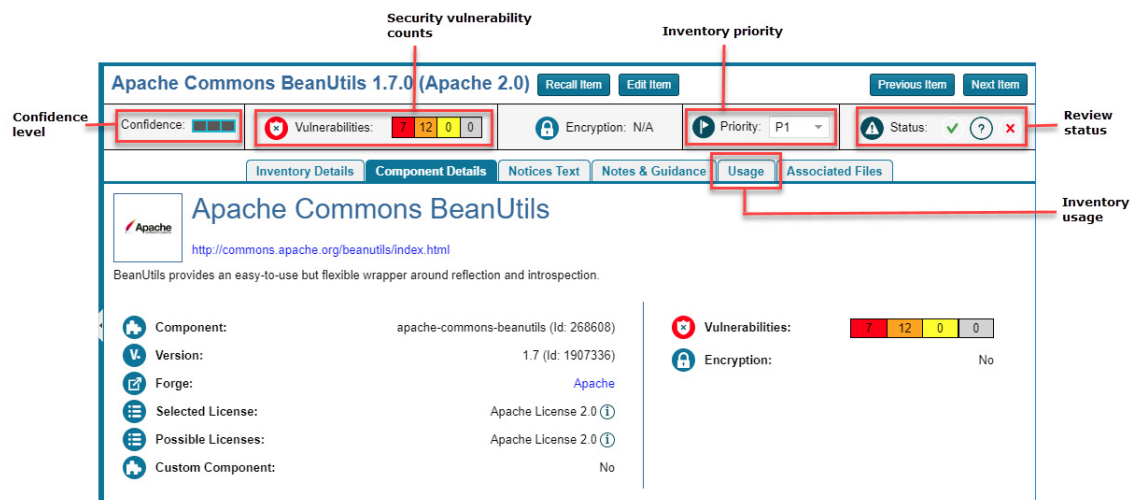 Security vulnerability
counts
Inventory priority
Apache Commons BeanUtils 1.7.0 (Apache 2.0) Recall Item Edit Item Previous Item Next Item
Confidence
level
Confidence: Vulnerabilities: 7 12 0 0 Encryption: N/A Priority: P1 Status: ✓ ? ×
Review
status
Inventory Details Component Details Notices Text Notes & Guidance Usage Associated Files
Inventory
usage
Apache
Apache Commons BeanUtils
http://commons.apache.org/beanutils/index.html
BeanUtils provides an easy-to-use but flexible wrapper around reflection and introspection.
Component: apache-commons-beanutils (Id: 268608)
V. Version: 1.7 (Id: 1907336)
Forge: Apache
Selected License: Apache License 2.0 i
Possible Licenses: Apache License 2.0 i
Custom Component: No
Vulnerabilities: 7 12 0 0
Encryption: No